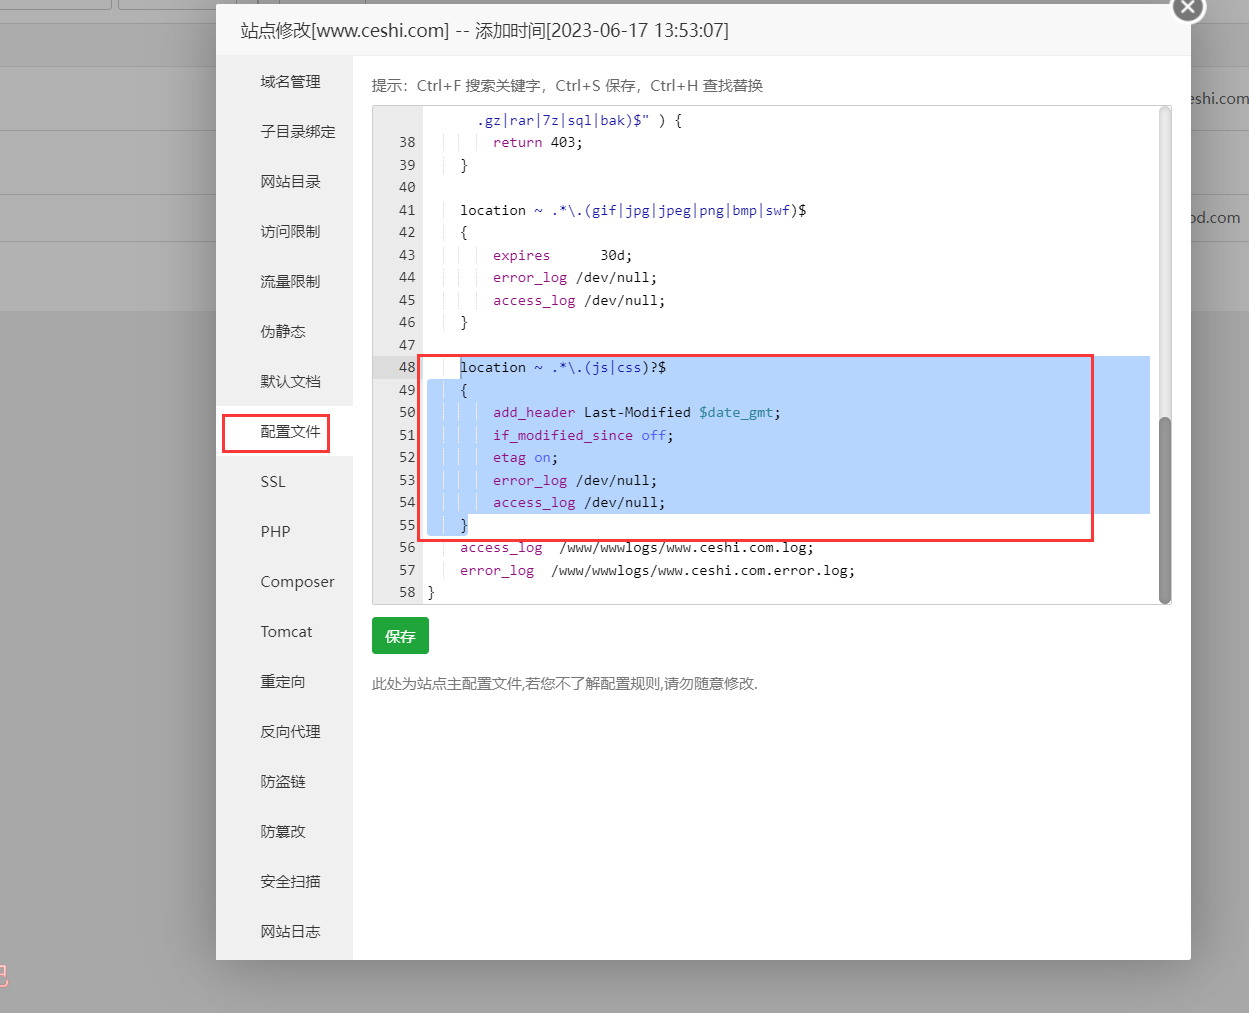 站点修改[www.ceshi.com] -- 添加时间[2023-06-17 13:53:07]
域名管理
子目录绑定
网站目录
访问限制
流量限制
伪静态
默认文档
配置文件
SSL
PHP
Composer
Tomcat
重定向
反向代理
防盗链
防篡改
安全扫描
网站日志
提示：Ctrl+F 搜索关键字，Ctrl+S 保存，Ctrl+H 查找替换
.gz|rar|7z|sql|bak)$" ) {
38 return 403;
39 }
40
41 location ~ .*\.(gif|jpg|jpeg|png|bmp|swf)$
42 {
43 expires      30d;
44 error_log /dev/null;
45 access_log /dev/null;
46 }
47
48 location ~ .*\.(js|css)?$
49 {
50 add_header Last-Modified $date_gmt;
51 if_modified_since off;
52 etag on;
53 error_log /dev/null;
54 access_log /dev/null;
55 }
56 access_log  /www/wwwlogs/www.ceshi.com.log;
57 error_log  /www/wwwlogs/www.ceshi.com.error.log;
58 }
保存
此处为站点主配置文件,若您不了解配置规则,请勿随意修改.
eshi.com
od.com